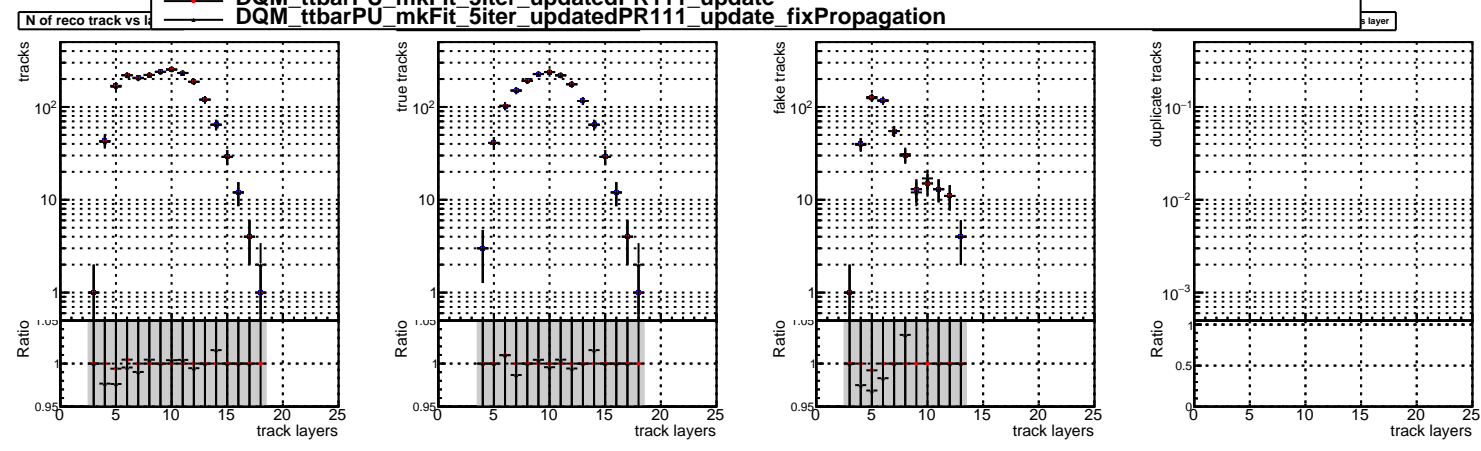 DQM_ttbarPU_mkFit_5iter_updatedPR111_update
DQM_ttbarPU_mkFit_5iter_updatedPR111_update_fixPropagation
N of reco track vs la
s layer
tracks
10²
10
1
Ratio
1.05
1
0.95
0 5 10 15 20 25
track layers
true tracks
10²
10
1
Ratio
1.05
1
0.95
0 5 10 15 20 25
track layers
fake tracks
10²
10
1
Ratio
1.05
1
0.95
0 5 10 15 20 25
track layers
duplicate tracks
10⁻¹
10⁻²
10⁻³
Ratio
1
0.5
0
0 5 10 15 20 25
track layers